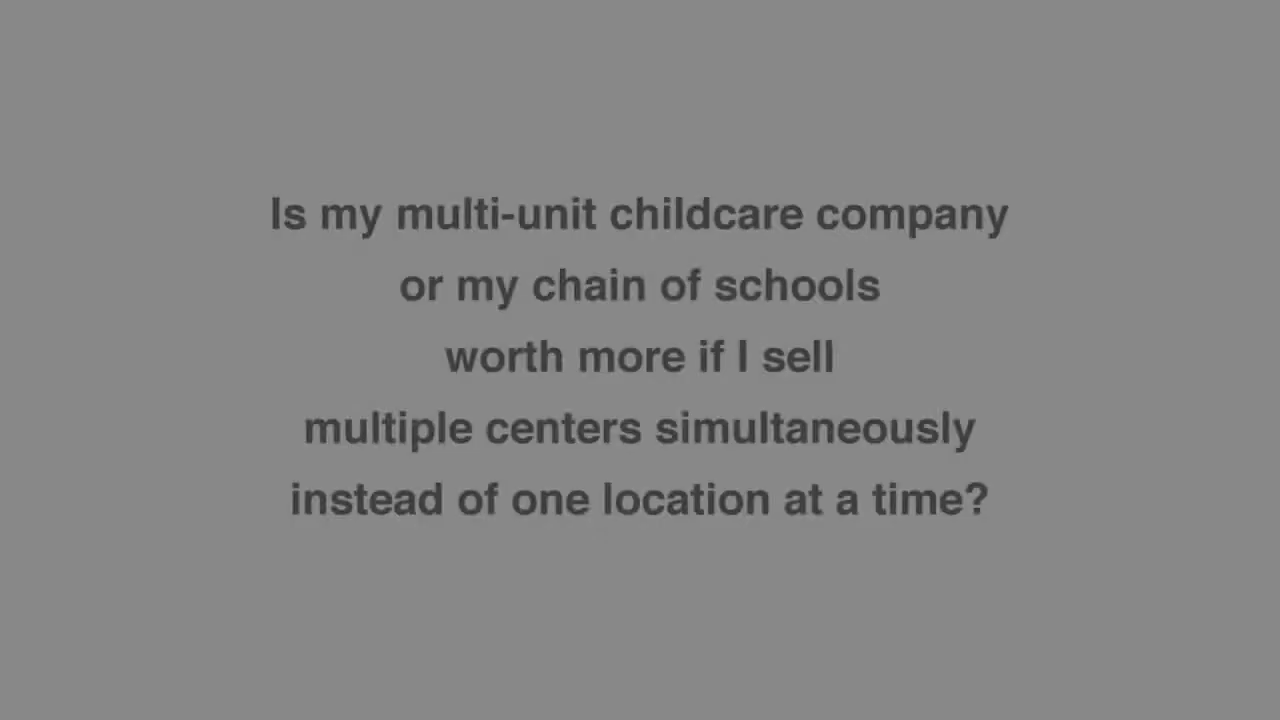 Is my multi-unit childcare company
or my chain of schools
worth more if I sell
multiple centers simultaneously
instead of one location at a time?